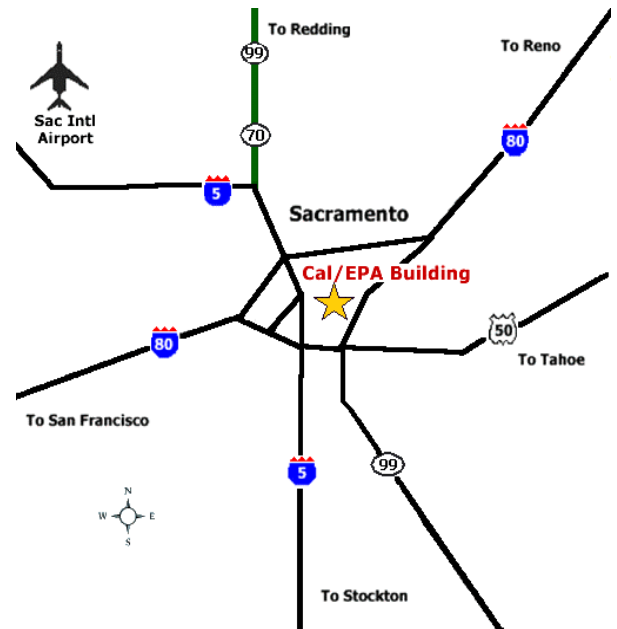 To Redding
99
To Reno
Sac Intl
Airport
70
80
5
Sacramento
Cal/EPA Building
50
80
To Tahoe
To San Francisco
99
5
N
W E
S
To Stockton